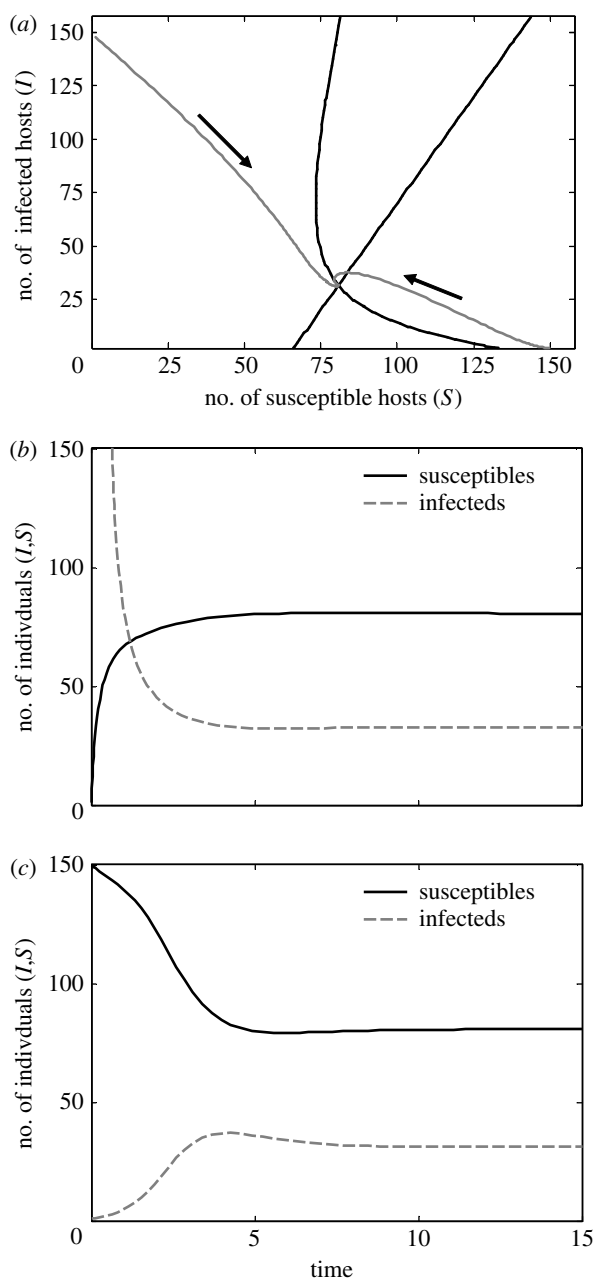 (a)
150
125
100
75
50
25
0
25
50
75
100
125
150
no. of infected hosts (I)
no. of susceptible hosts (S)
(b)
150
100
50
0
no. of indivduals (I,S)
susceptibles
infecteds
(c)
150
100
50
0
no. of indivduals (I,S)
susceptibles
infecteds
5
10
15
time